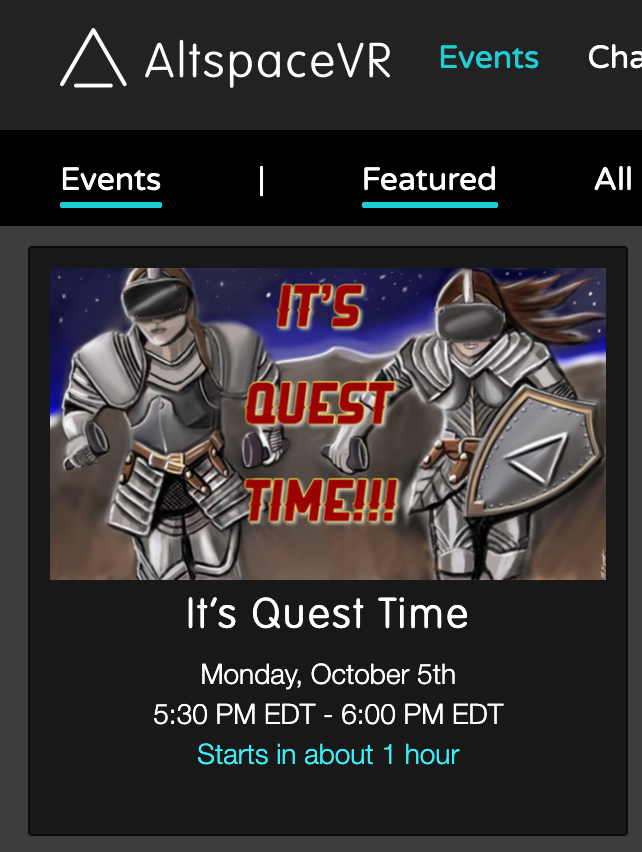 AltspaceVR Events Cha
Events | Featured All
IT'S
QUEST
TIME!!!
It's Quest Time
Monday, October 5th
5:30 PM EDT - 6:00 PM EDT
Starts in about 1 hour